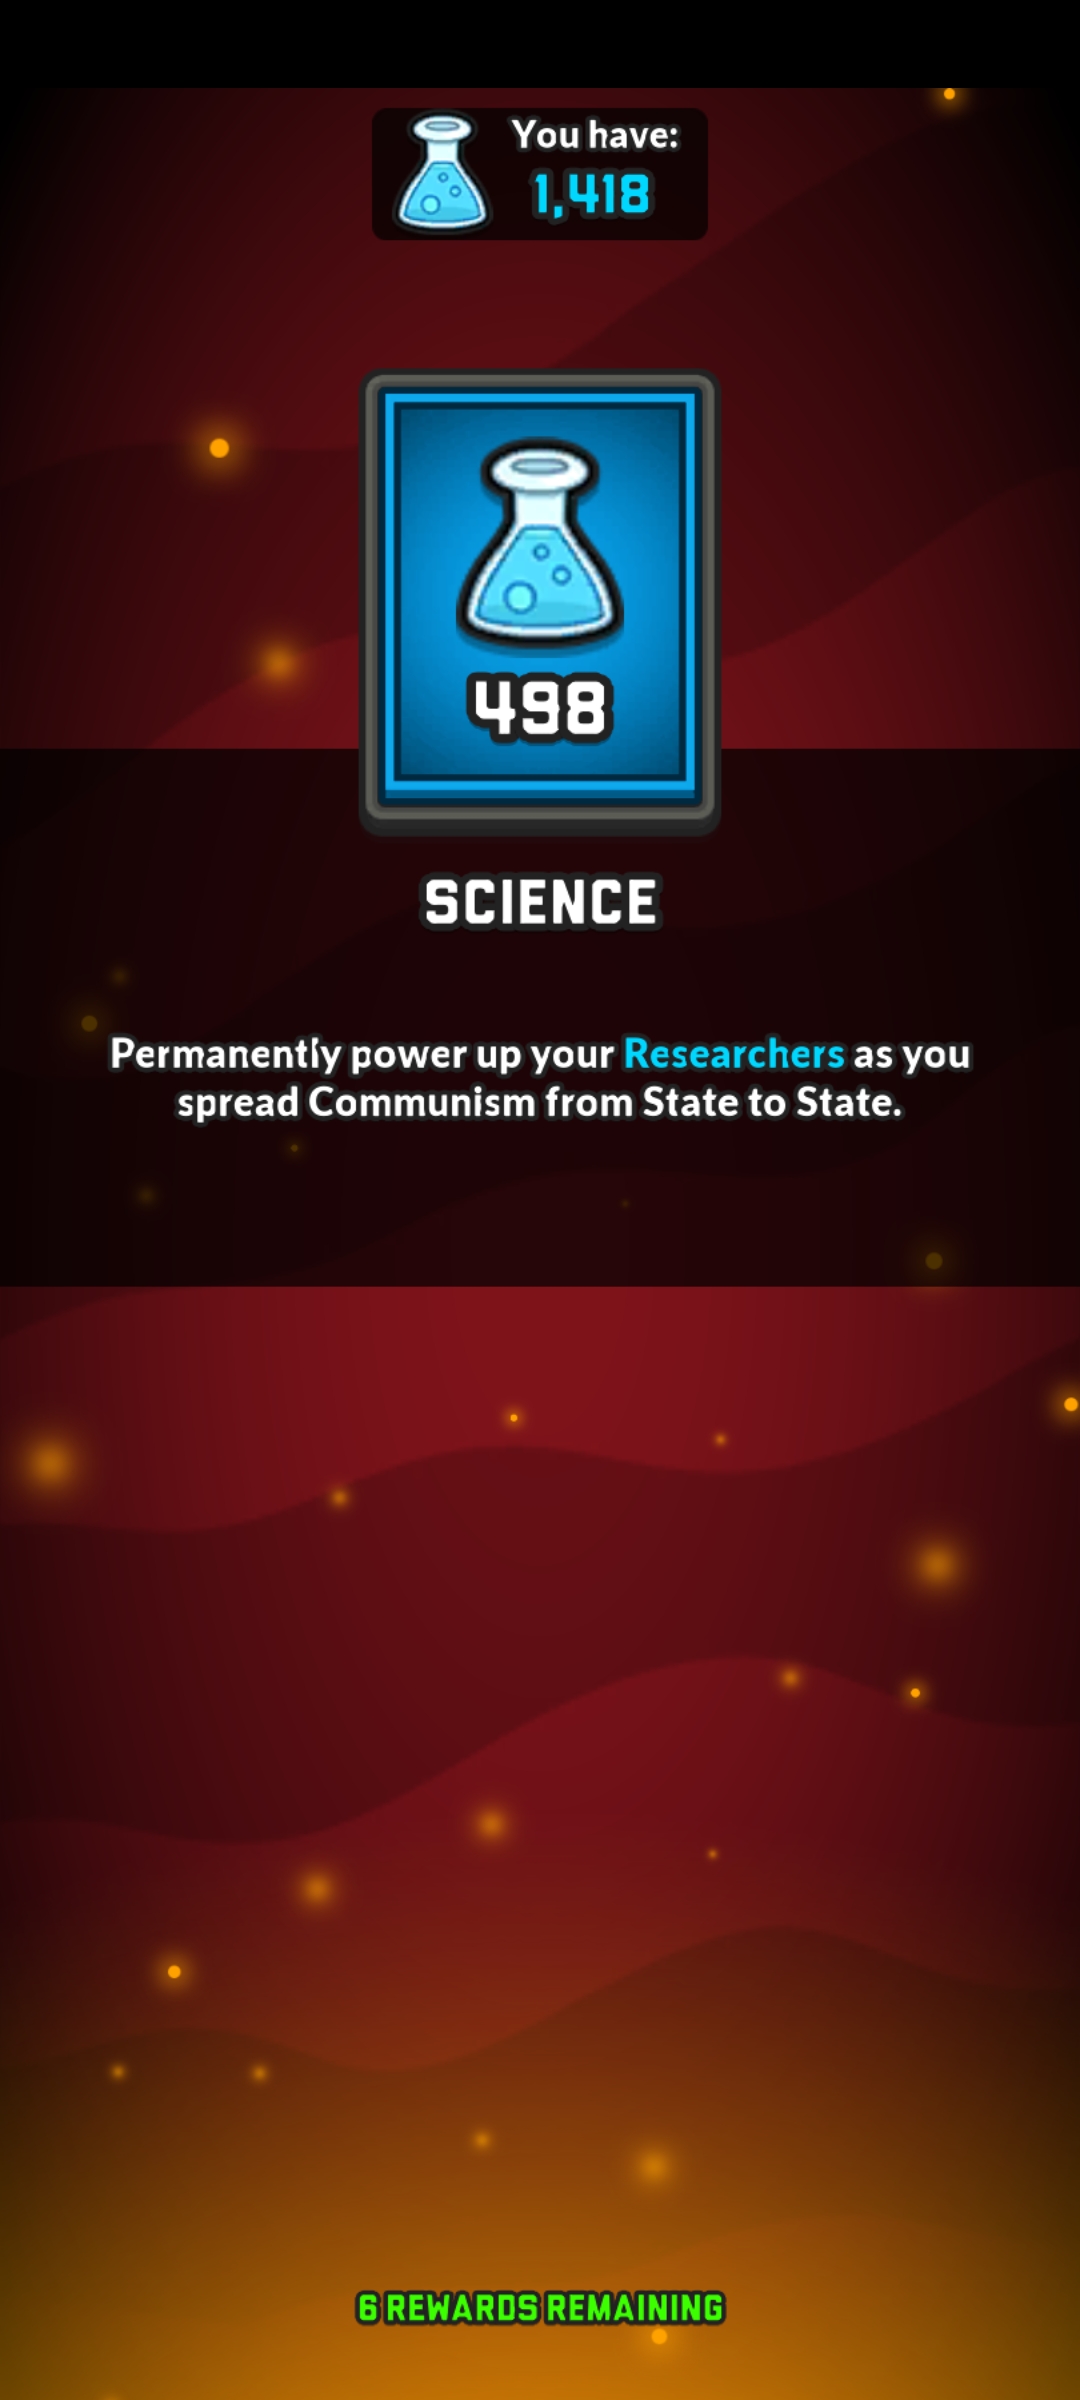 You have:
1,418
498
SCIENCE
Permanently power up your Researchers as you
spread Communism from State to State.
6 REWARDS REMAINING